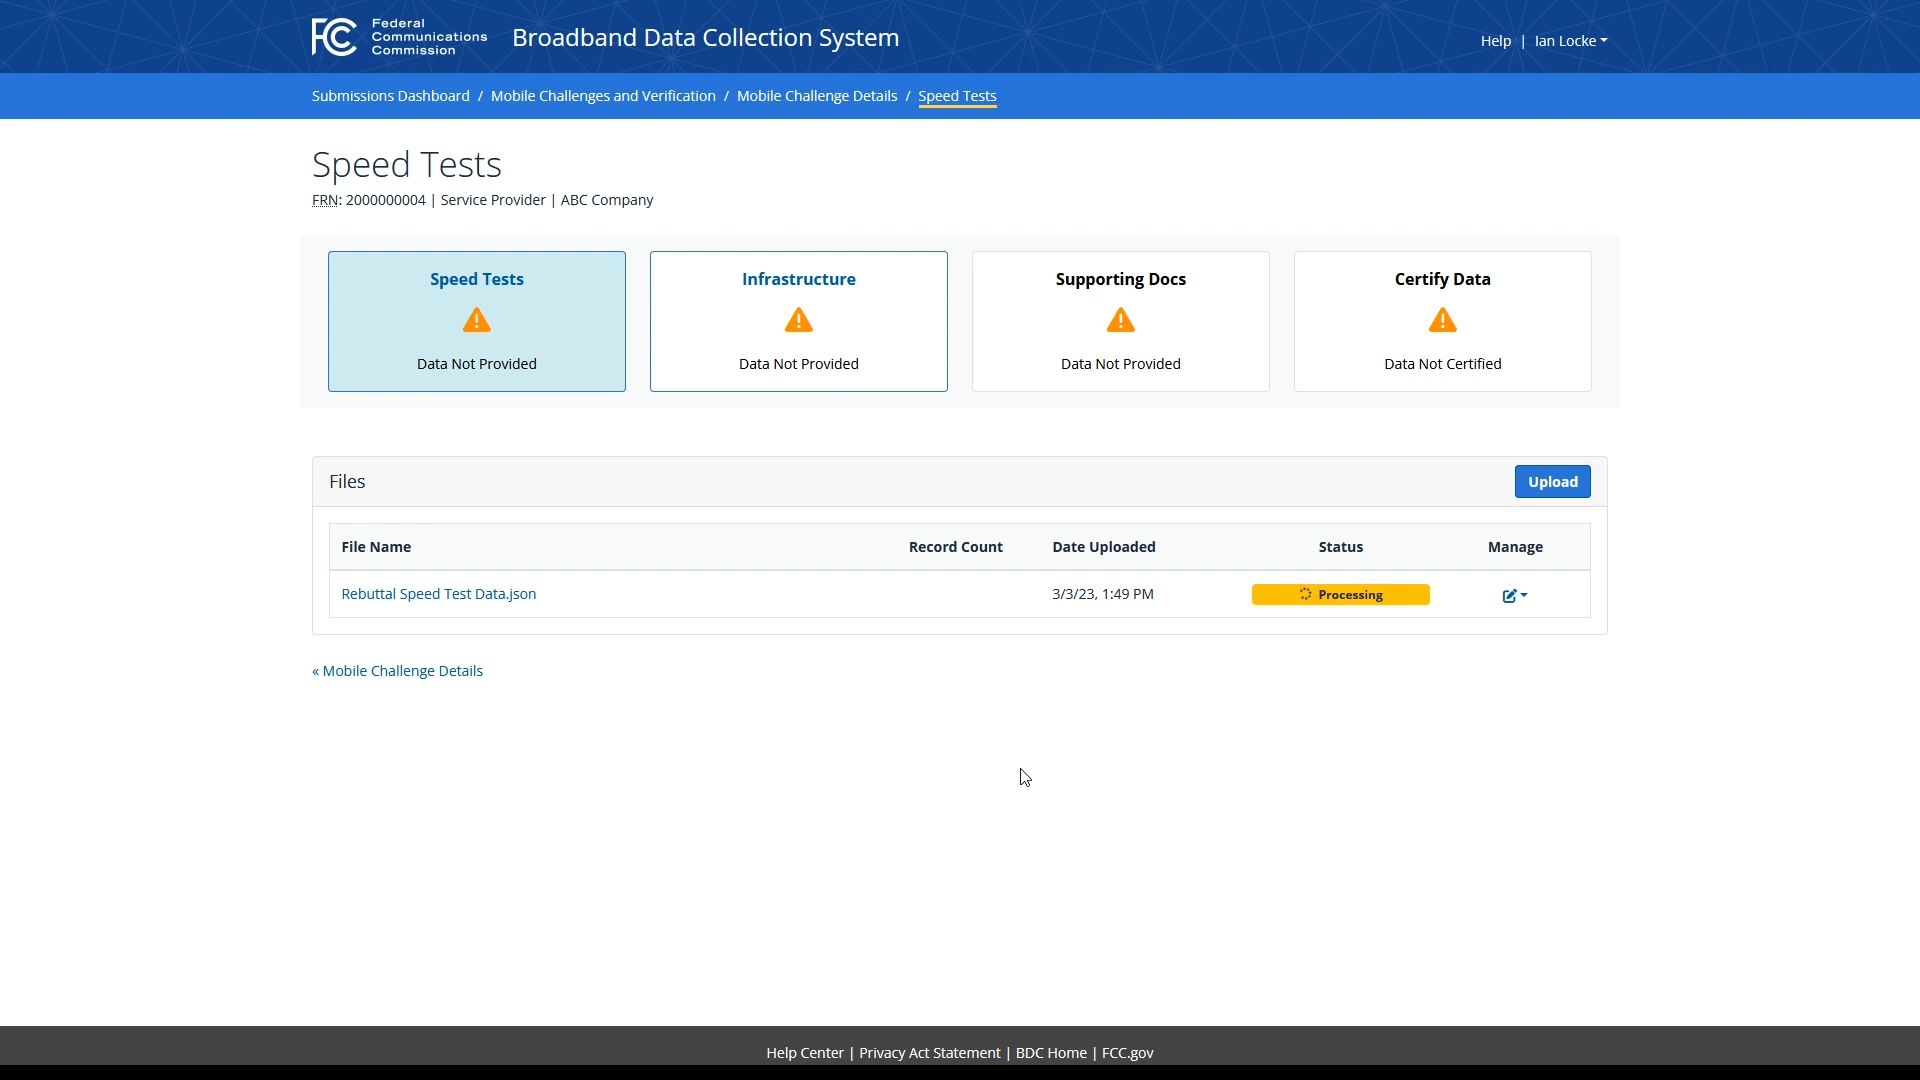 Federal
Communications
Commission
Broadband Data Collection System
Help | Ian Locke
Submissions Dashboard / Mobile Challenges and Verification / Mobile Challenge Details / Speed Tests
Speed Tests
FRN: 2000000004 | Service Provider | ABC Company
Speed Tests
Data Not Provided
Infrastructure
Data Not Provided
Supporting Docs
Data Not Provided
Certify Data
Data Not Certified
Files
Upload
File Name Record Count Date Uploaded Status Manage
Rebuttal Speed Test Data.json 3/3/23, 1:49 PM Processing
« Mobile Challenge Details
Help Center | Privacy Act Statement | BDC Home | FCC.gov